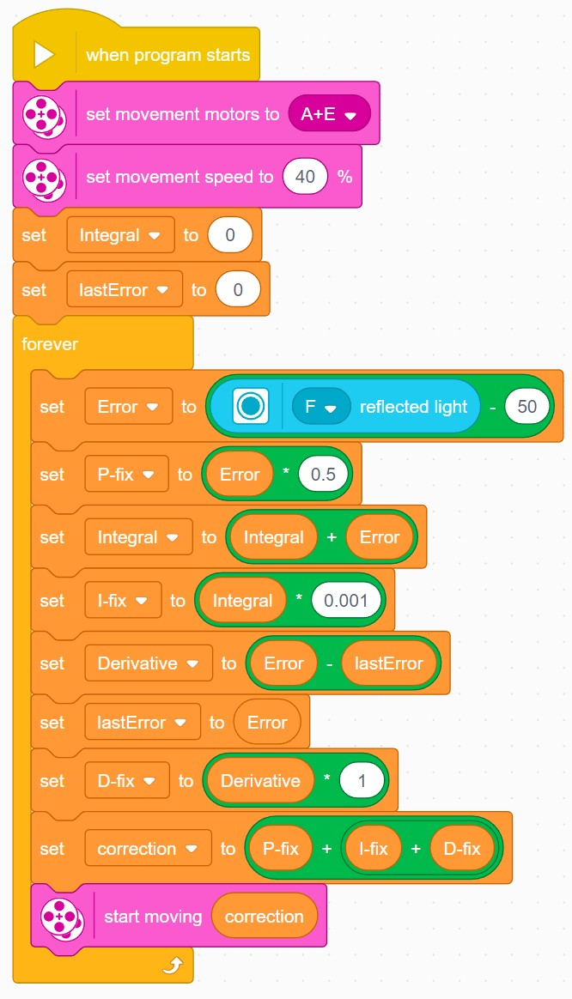 when program starts
set movement motors to A+E
set movement speed to 40 %
set Integral to 0
set lastError to 0
forever
set Error to F reflected light - 50
set P-fix to Error * 0.5
set Integral to Integral + Error
set I-fix to Integral * 0.001
set Derivative to Error - lastError
set lastError to Error
set D-fix to Derivative * 1
set correction to P-fix + I-fix + D-fix
start moving correction